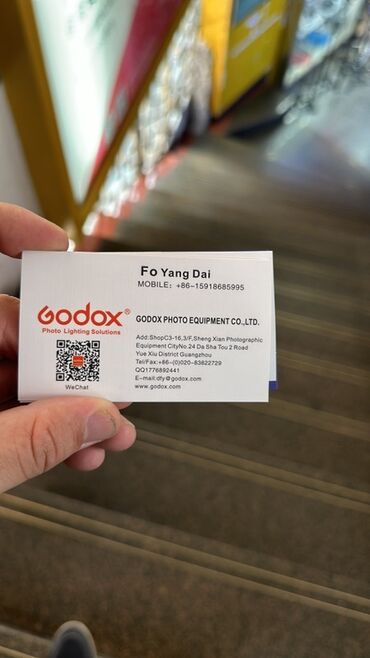 Fo Yang Dai
MOBILE: +86-15918685995
Godox®
Photo Lighting Solutions
GODOX PHOTO EQUIPMENT CO.,LTD.
Add:ShopC3-16,3/F,Sheng Xian Photographic
Equipment CityNo.24 Da Sha Tou 2 Road
Yue Xiu District Guangzhou
Tel/Fax:+86-(0)020-83822729
QQ1776892441
E-mail:dfy@godox.com
www.godox.com
WeChat